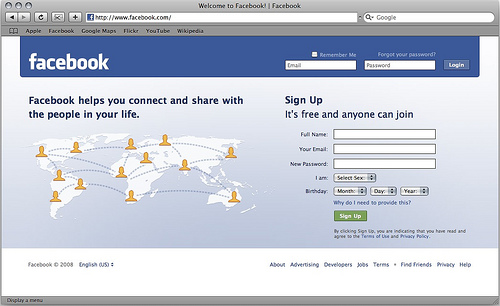 Welcome to Facebook! | Facebook
http://www.facebook.com/
Google
Apple Facebook Google Maps Flickr YouTube Wikipedia
facebook
Remember Me Forgot your password?
Email Password Login
Facebook helps you connect and share with
the people in your life.
Sign Up
It's free and anyone can join
Full Name:
Your Email:
New Password:
I am: Select Sex:
Birthday: Month: Day: Year:
Why do I need to provide this?
Sign Up
By clicking Sign Up, you are indicating that you have read and
agree to the Terms of Use and Privacy Policy.
Facebook © 2008 English (US)
About Advertising Developers Jobs Terms • Find Friends Privacy Help
Display a menu